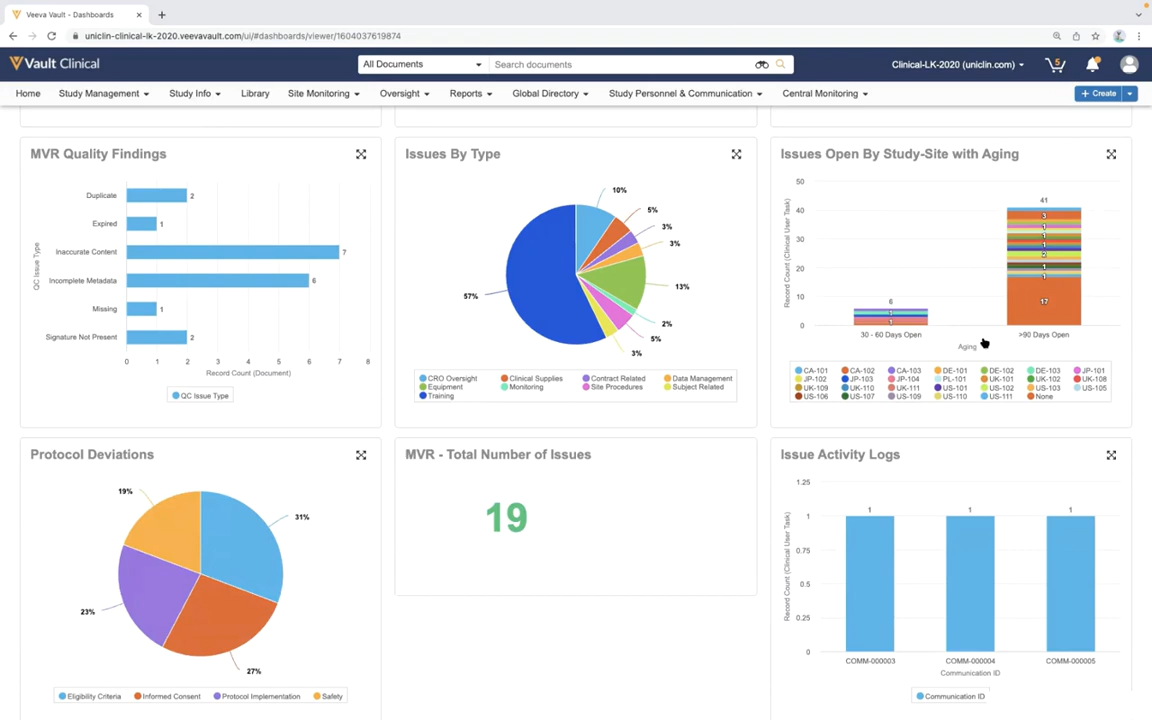 Veeva Vault - Dashboards
uniclin-clinical-lk-2020.veevavault.com/ui/#dashboards/viewer/1604037619874
Vault Clinical
All Documents
Search documents
Clinical-LK-2020 (uniclin.com)
5
Home
Study Management
Study Info
Library
Site Monitoring
Oversight
Reports
Global Directory
Study Personnel & Communication
Central Monitoring
+ Create
MVR Quality Findings
QC Issue Type
Duplicate
2
Expired
1
Inaccurate Content
7
Incomplete Metadata
6
Missing
1
Signature Not Present
2
0 1 2 3 4 5 6 7 8
Record Count (Document)
QC Issue Type
Issues By Type
10%
5%
3%
3%
13%
2%
5%
3%
57%
CRO Oversight Clinical Supplies Contract Related Data Management
Equipment Monitoring Site Procedures Subject Related
Training
Issues Open By Study-Site with Aging
Record Count (Clinical User Task)
50
40
30
20
10
0
6
1
1
41
3
1
1
1
2
1
1
17
30 - 60 Days Open >90 Days Open
Aging
CA-101 CA-102 CA-103 DE-101 DE-102 DE-103 JP-101
JP-102 JP-103 JP-104 PL-101 UK-101 UK-102 UK-108
UK-109 UK-110 UK-111 US-101 US-102 US-103 US-105
US-106 US-107 US-109 US-110 US-111 None
Protocol Deviations
19%
31%
23%
27%
Eligibility Criteria Informed Consent Protocol Implementation Safety
MVR - Total Number of Issues
19
Issue Activity Logs
Record Count (Clinical User Task)
1.25
1
0.75
0.5
0.25
0
1
1
1
COMM-000003 COMM-000004 COMM-000005
Communication ID
Communication ID